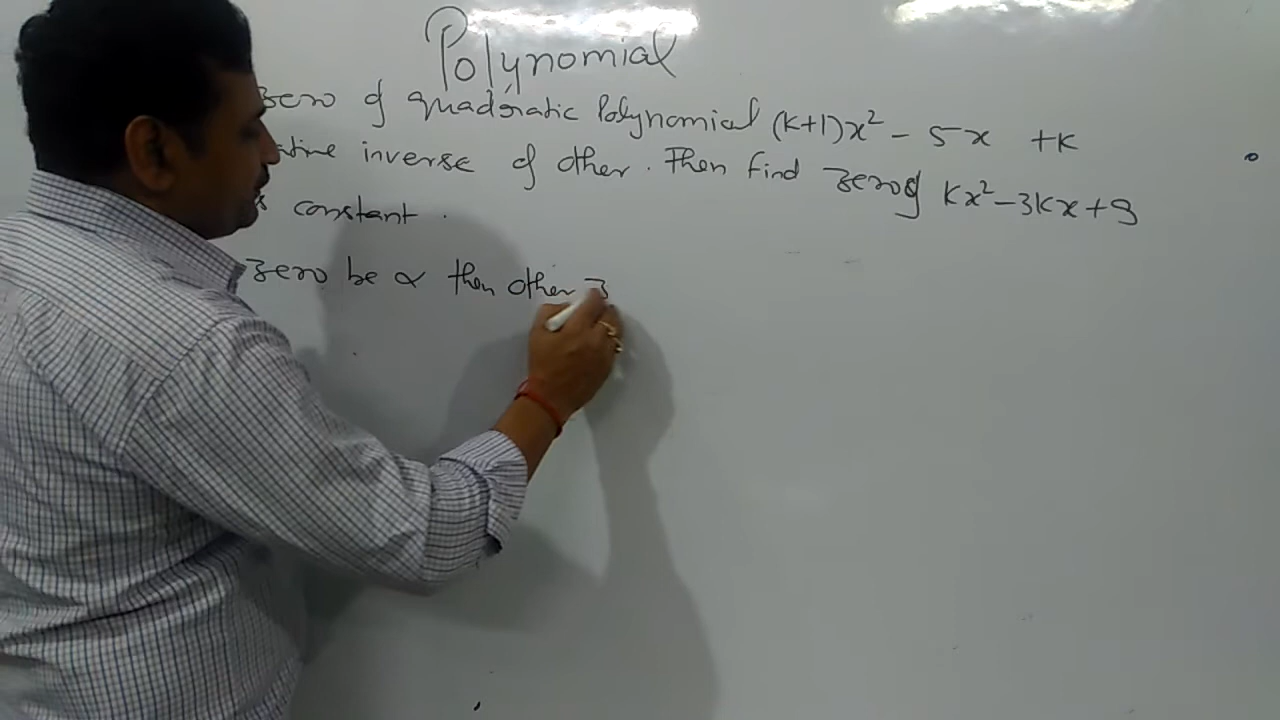 Polynomial
zero of quadratic Polynomial (k+1)x² - 5x + k
ative inverse of other. Then find zero of kx² - 3kx + 9
constant.
zero be α then other z